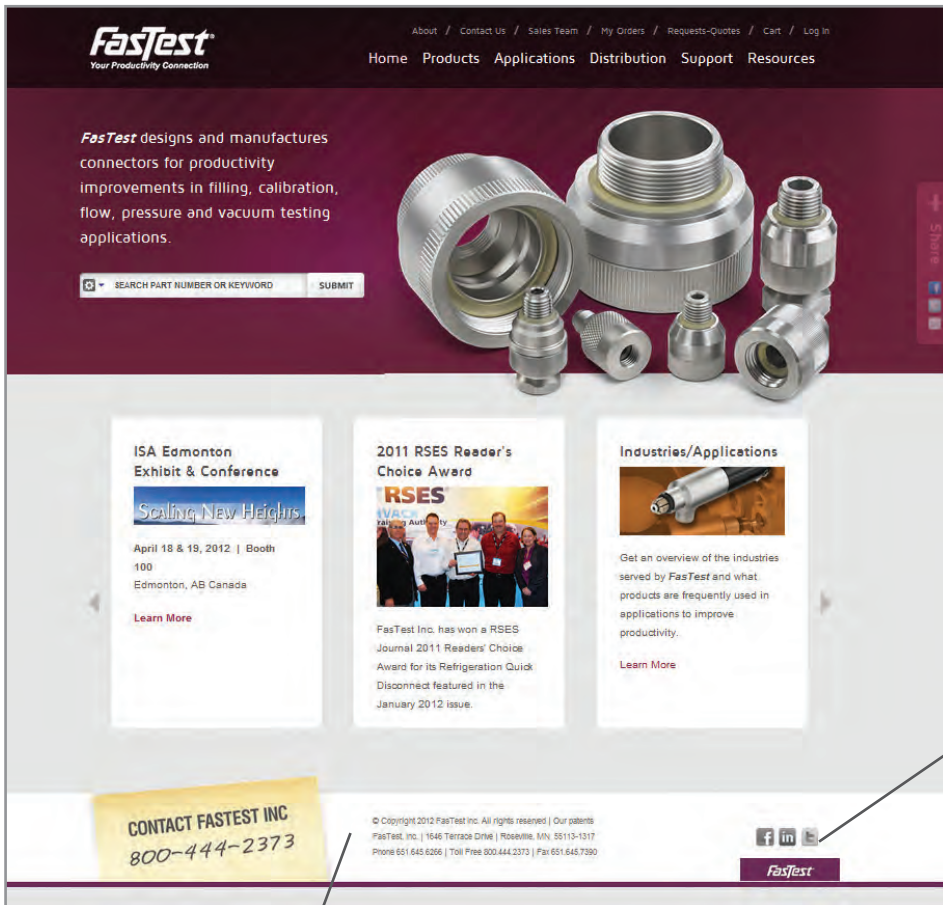 FasTest
Your Productivity Connection
About / Contact Us / Sales Team / My Orders / Requests-Quotes / Cart / Log In
Home Products Applications Distribution Support Resources
FasTest designs and manufactures
connectors for productivity
improvements in filling, calibration,
flow, pressure and vacuum testing
applications.
SEARCH PART NUMBER OR KEYWORD SUBMIT
+ Share
ISA Edmonton
Exhibit & Conference
SCALING NEW HEIGHTS
April 18 & 19, 2012 | Booth
100
Edmonton, AB Canada
Learn More
2011 RSES Reader's
Choice Award
RSES
HVACR
Training Authority
FasTest Inc. has won a RSES
Journal 2011 Readers' Choice
Award for its Refrigeration Quick
Disconnect featured in the
January 2012 issue.
Industries/Applications
Get an overview of the industries
served by FasTest and what
products are frequently used in
applications to improve
productivity.
Learn More
CONTACT FASTEST INC
800-444-2373
© Copyright 2012 FasTest Inc. All rights reserved | Our patents
FasTest, Inc. | 1646 Terrace Drive | Roseville, MN 55113-1317
Phone 651.645.6266 | Toll Free 800.444.2373 | Fax 651.645.7390
FasTest